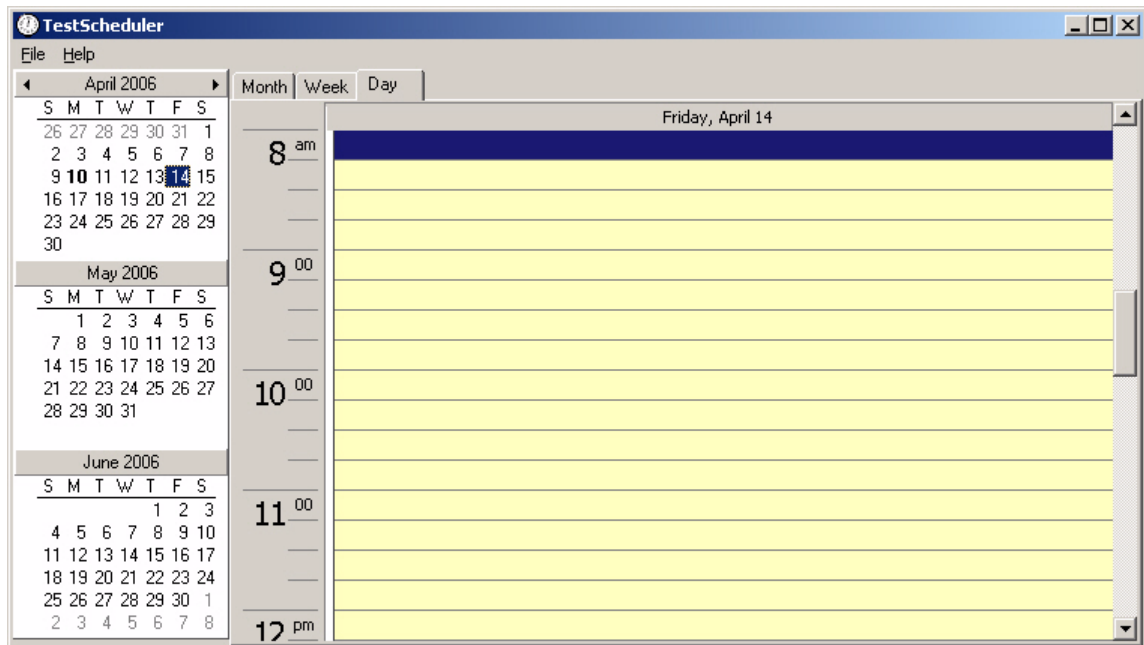 TestScheduler
File Help
April 2006
S M T W T F S
26 27 28 29 30 31 1
2 3 4 5 6 7 8
9 10 11 12 13 14 15
16 17 18 19 20 21 22
23 24 25 26 27 28 29
30
May 2006
S M T W T F S
1 2 3 4 5 6
7 8 9 10 11 12 13
14 15 16 17 18 19 20
21 22 23 24 25 26 27
28 29 30 31
June 2006
S M T W T F S
1 2 3
4 5 6 7 8 9 10
11 12 13 14 15 16 17
18 19 20 21 22 23 24
25 26 27 28 29 30 1
2 3 4 5 6 7 8
Month Week Day
Friday, April 14
8 am
9 00
10 00
11 00
12 pm